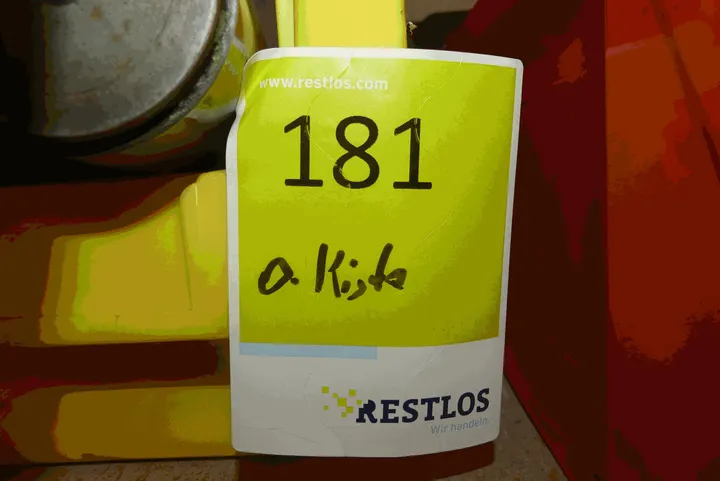 www.restlos.com
181
o. Kiste
RESTLOS
Wir handeln.